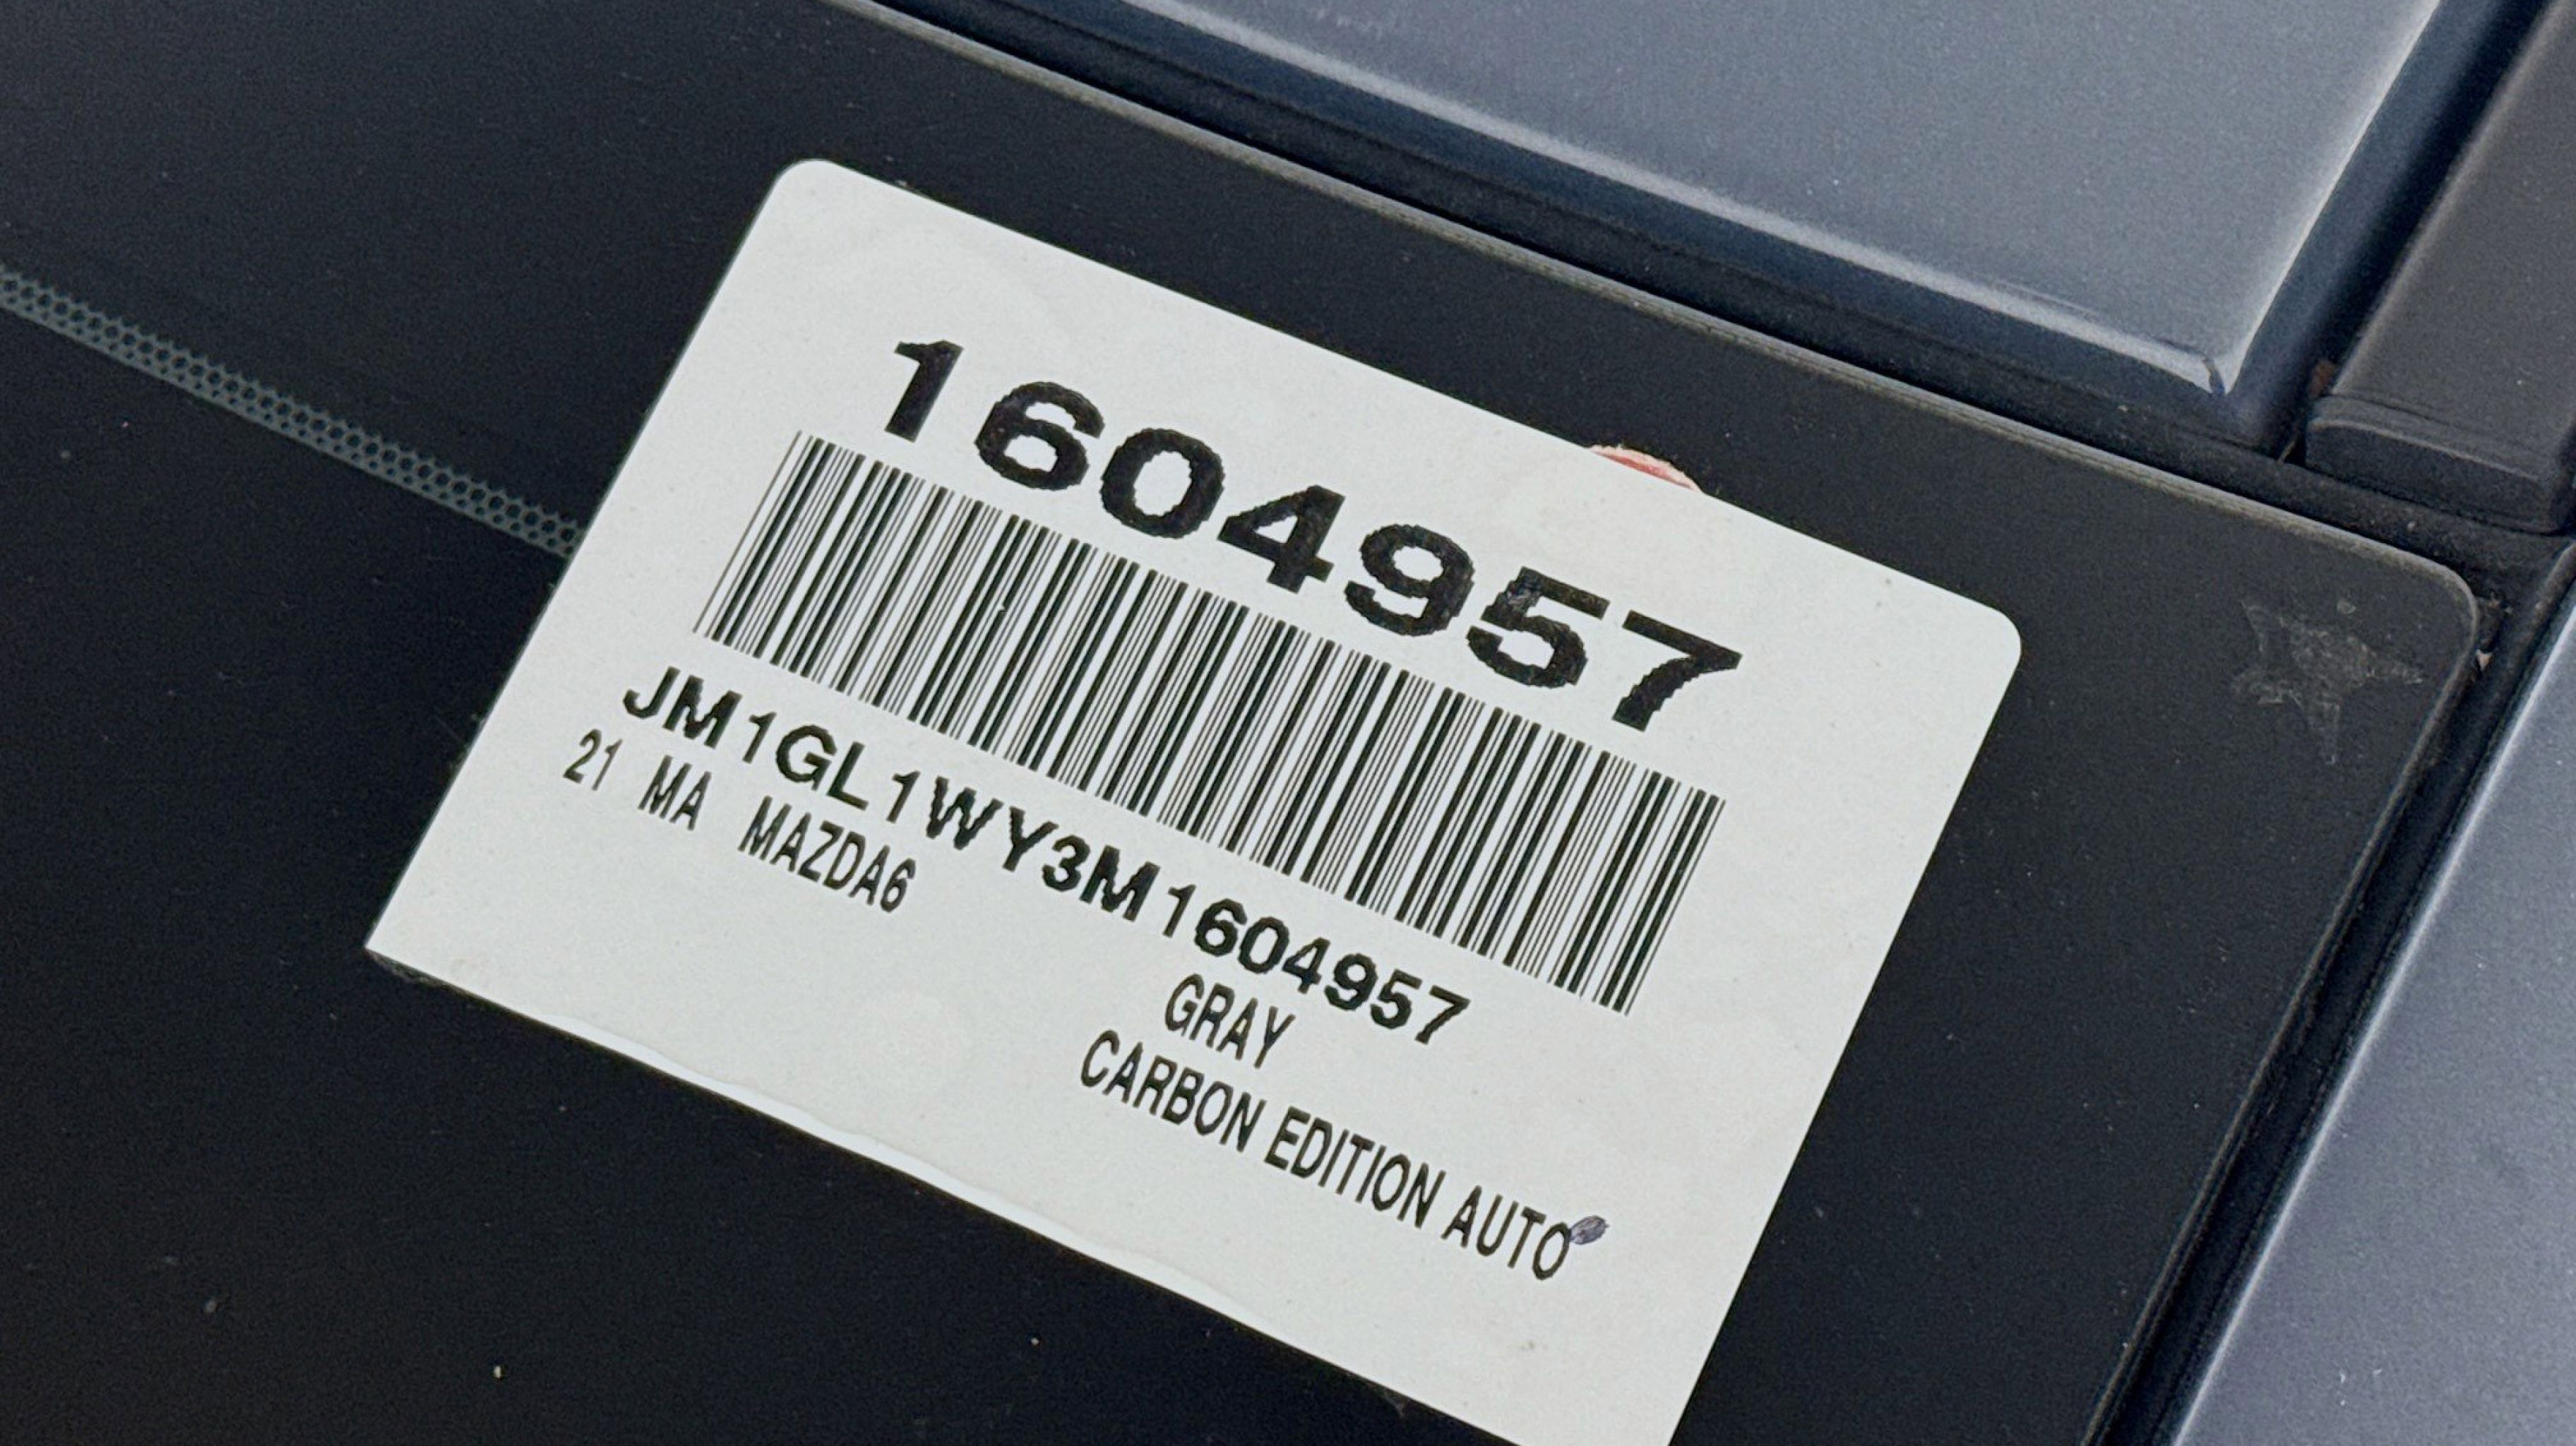 1604957
JM1GL1WY3M1604957
21 MA MAZDA6
GRAY
CARBON EDITION AUTO